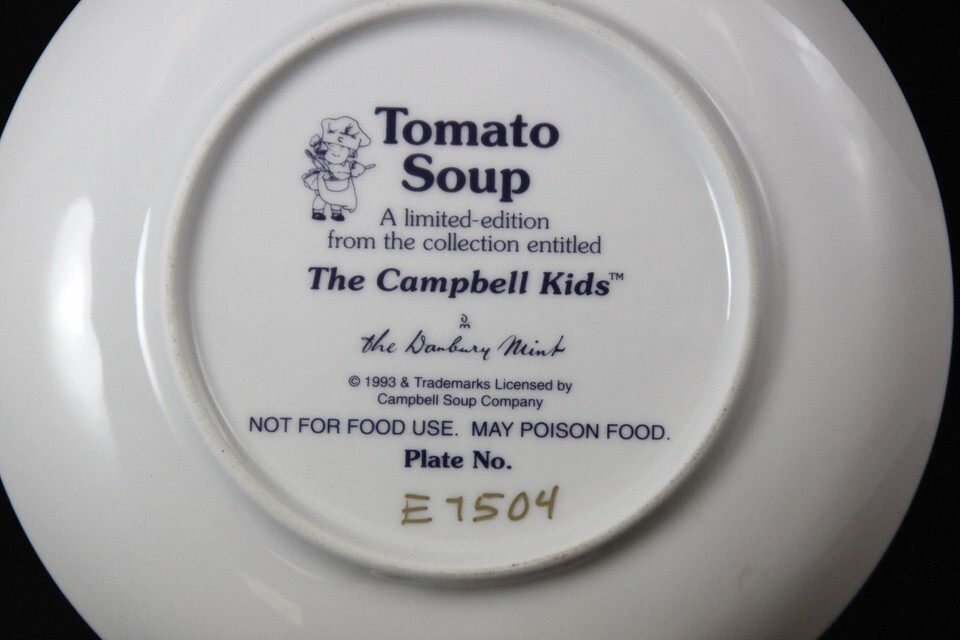 Tomato
Soup
A limited-edition
from the collection entitled
The Campbell Kids™
the Danbury Mint
© 1993 & Trademarks Licensed by
Campbell Soup Company
NOT FOR FOOD USE. MAY POISON FOOD.
Plate No.
E7504